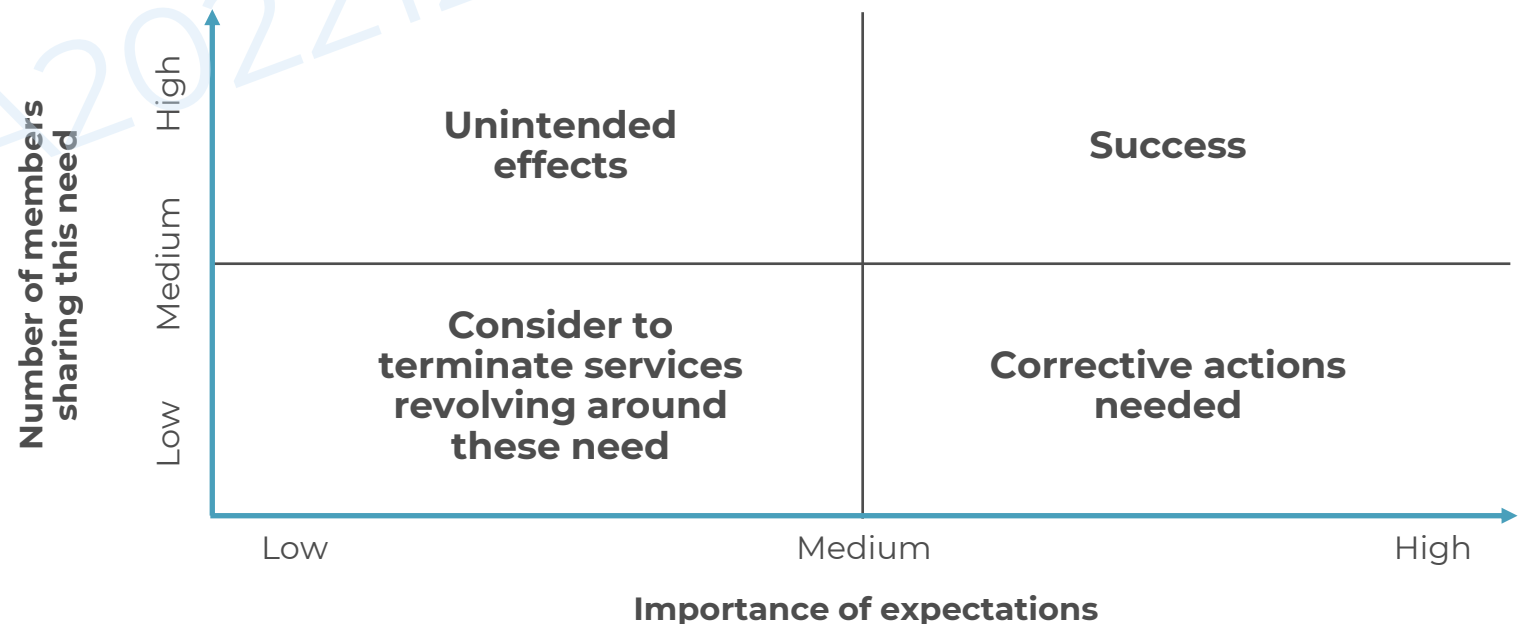 Number of members
sharing this need
High
Medium
Low
Unintended
effects
Success
Consider to
terminate services
revolving around
these need
Corrective actions
needed
Low
Medium
High
Importance of expectations